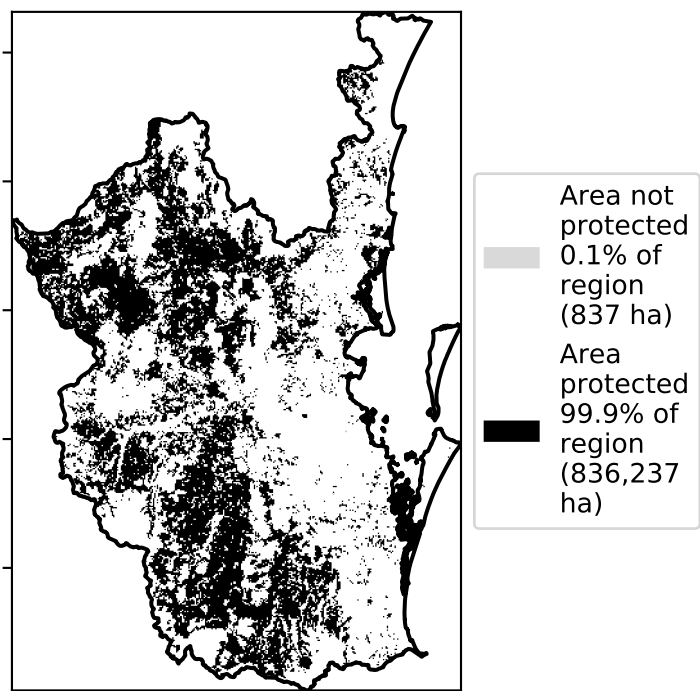 Area not
protected
0.1% of
region
(837 ha)
Area
protected
99.9% of
region
(836,237
ha)